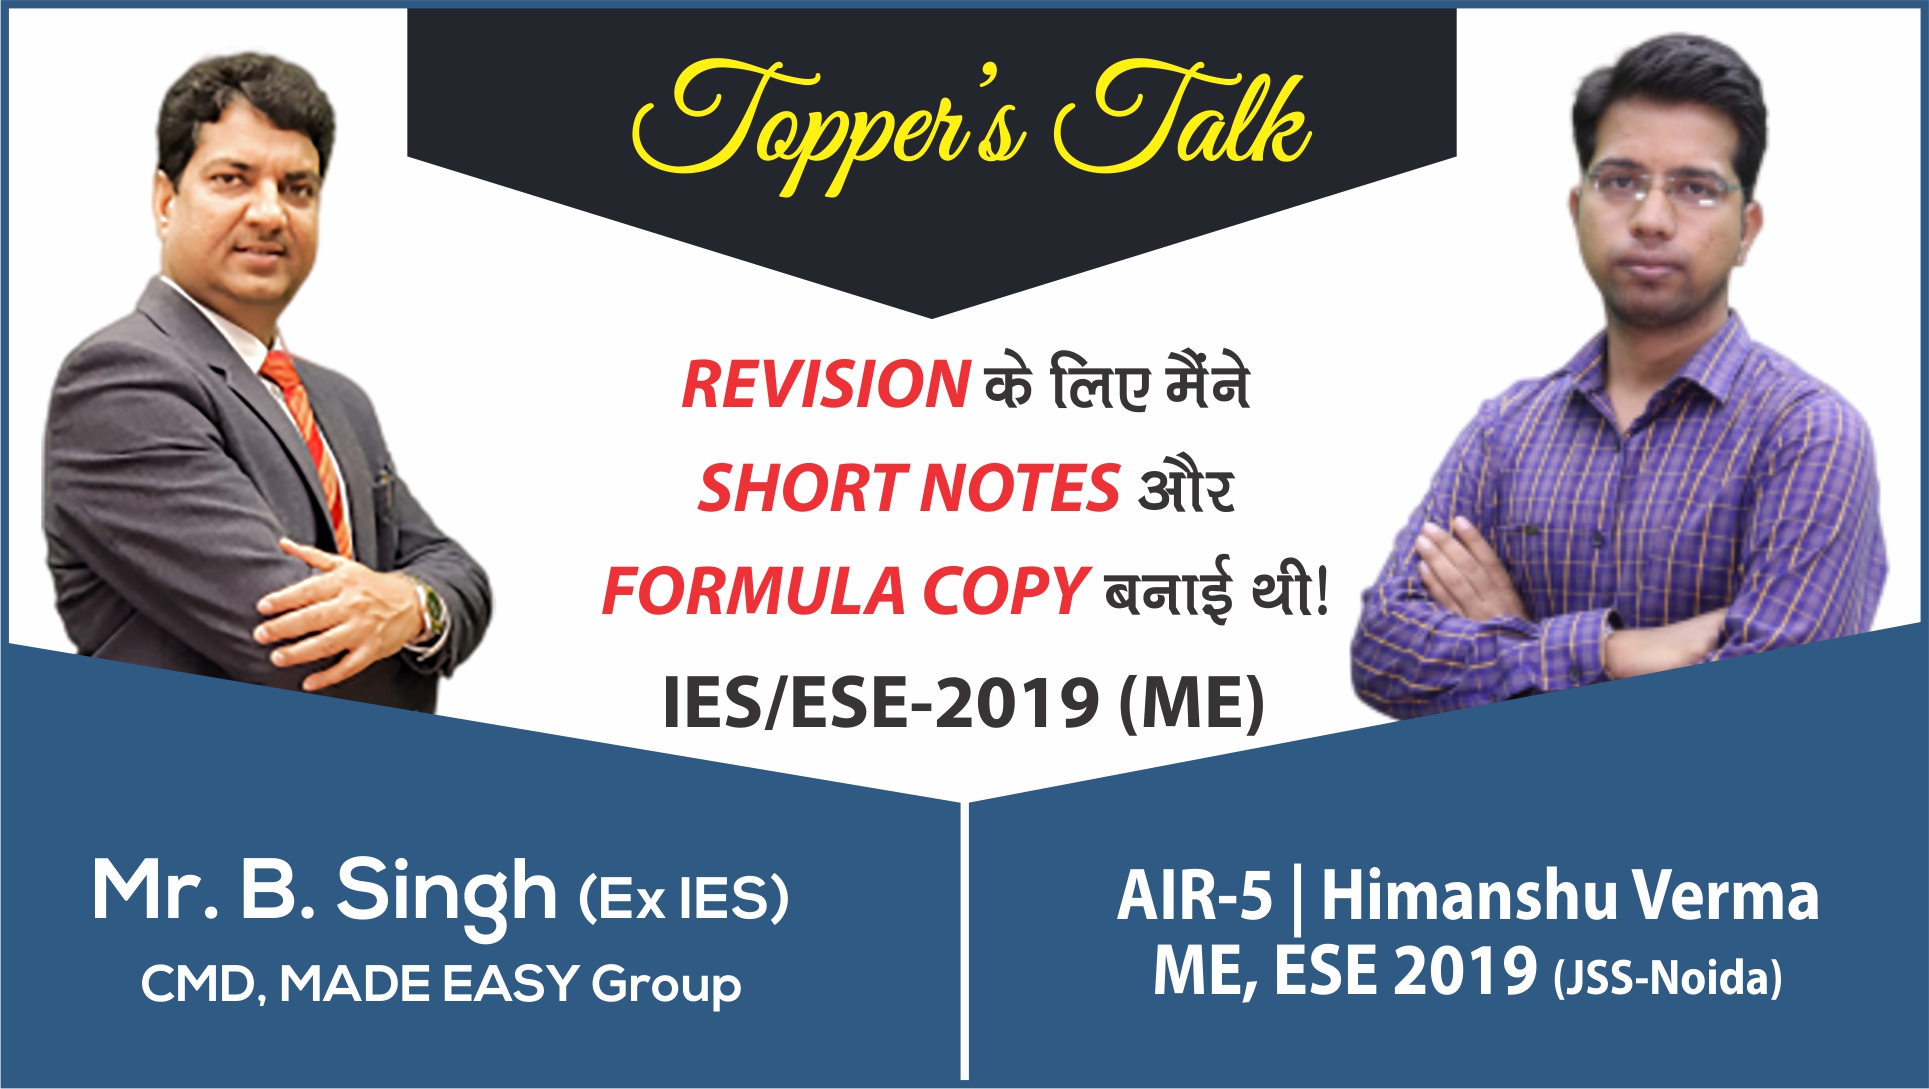 Topper's Talk
REVISION के लिए मैंने
SHORT NOTES और
FORMULA COPY बनाई थी!
IES/ESE-2019 (ME)
Mr. B. Singh (Ex IES)
CMD, MADE EASY Group
AIR-5 | Himanshu Verma
ME, ESE 2019 (JSS-Noida)